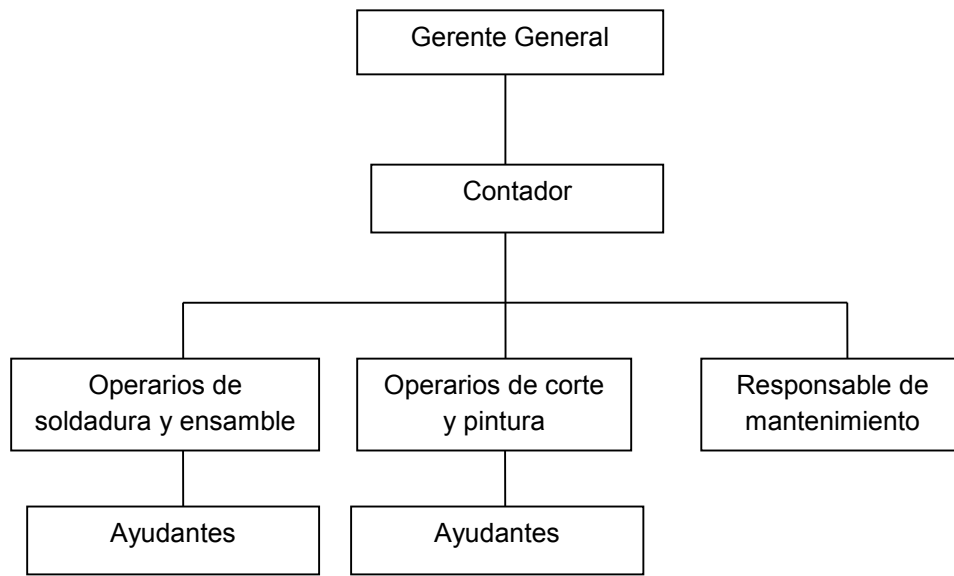 Gerente General
Contador
Operarios de
soldadura y ensamble
Operarios de corte
y pintura
Responsable de
mantenimiento
Ayudantes
Ayudantes